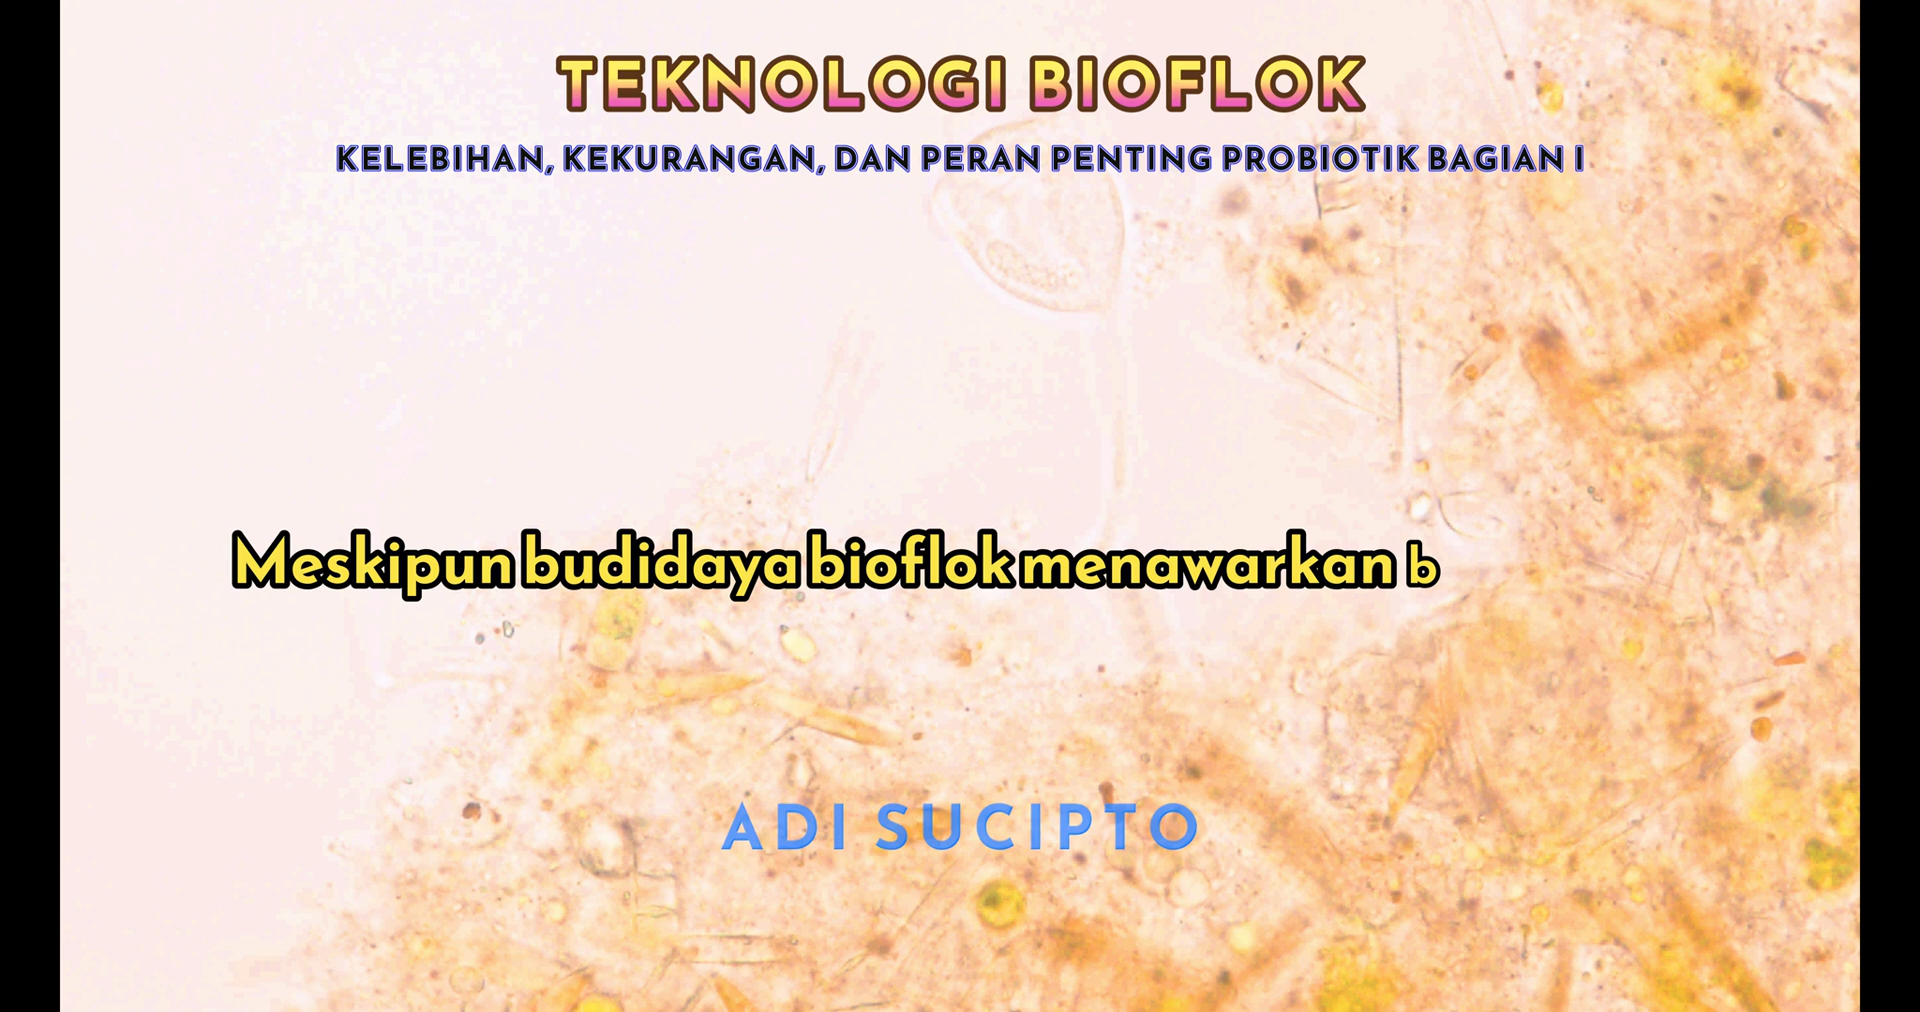 TEKNOLOGI BIOFLOK
KELEBIHAN, KEKURANGAN, DAN PERAN PENTING PROBIOTIK BAGIAN I
Meskipun budidaya bioflok menawarkan b
ADI SUCIPTO